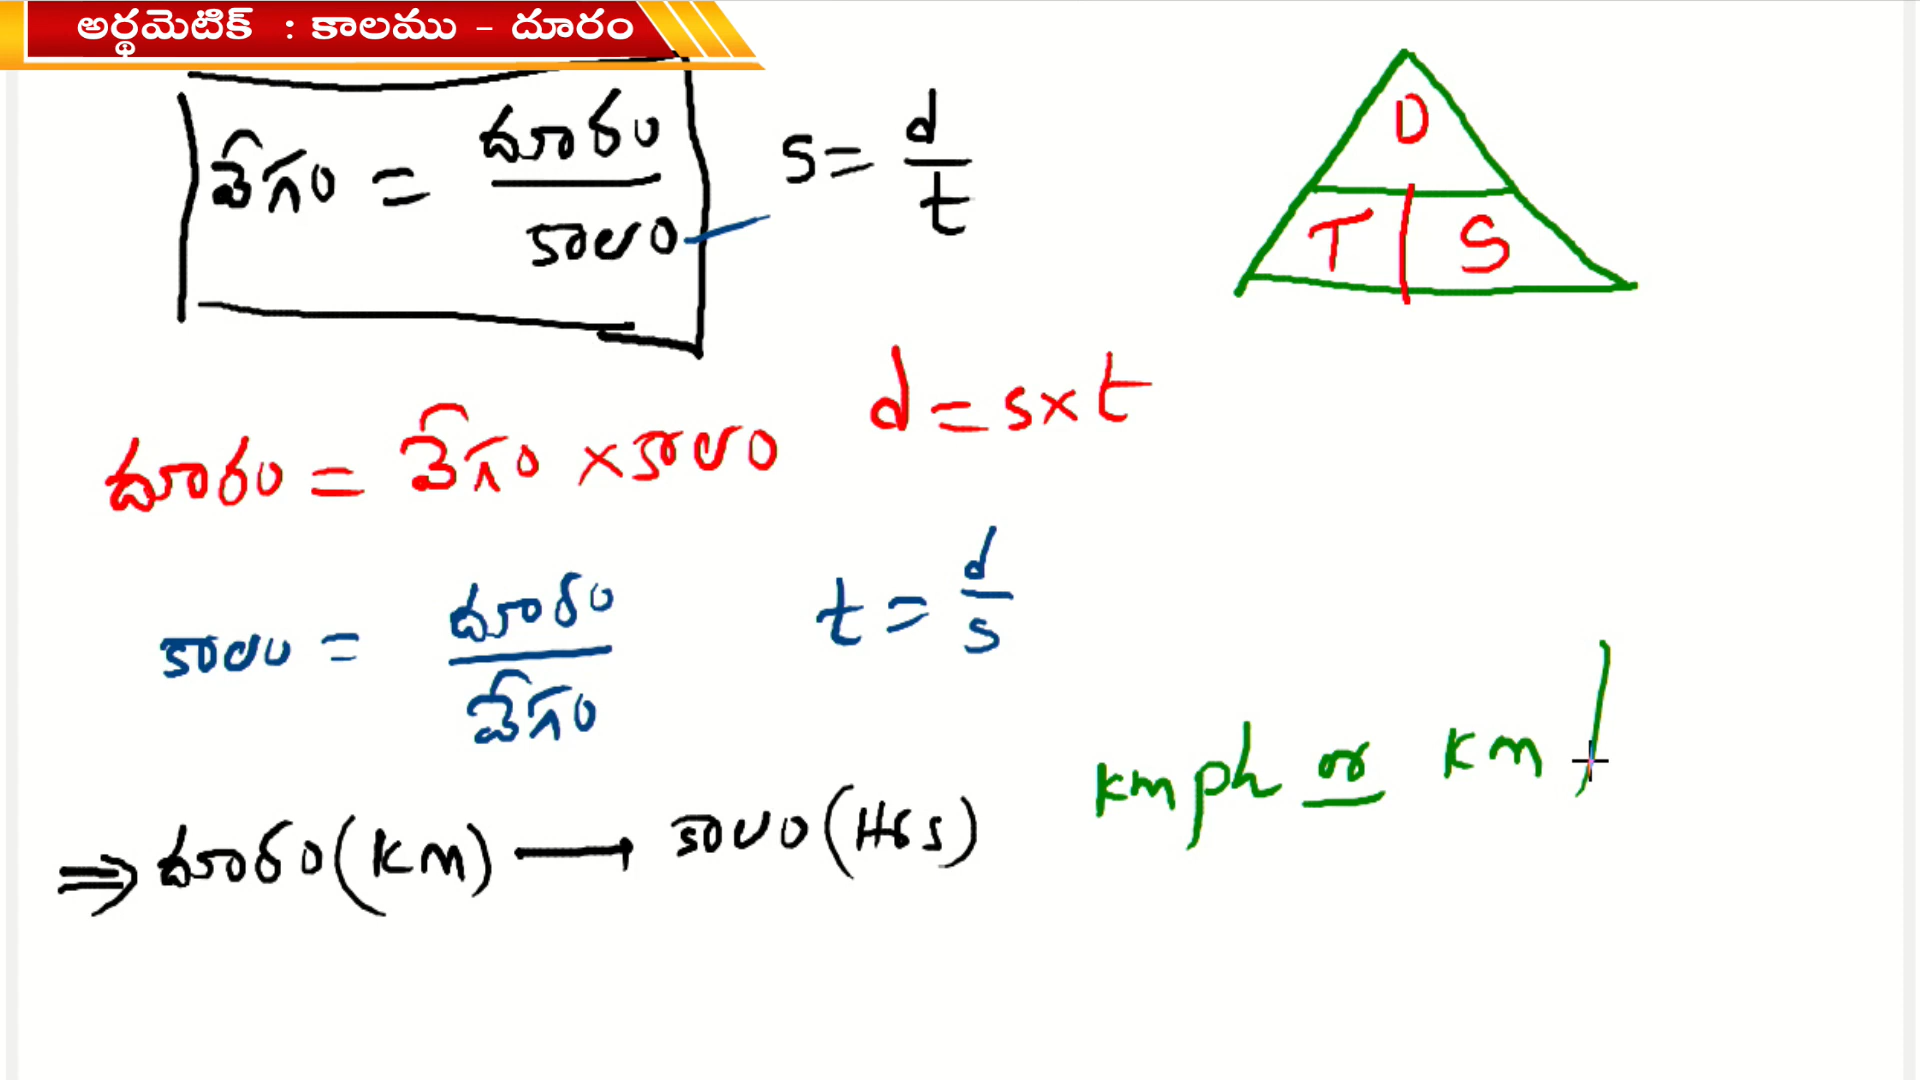 అర్థమెటిక్ : కాలము - దూరం
వేగం = దూరం / కాలం
s = d / t
D
T S
దూరం = వేగం × కాలం
d = s × t
కాలం = దూరం / వేగం
t = d / s
⇒ దూరం (KM) → కాలం (Hrs)
kmph or km /